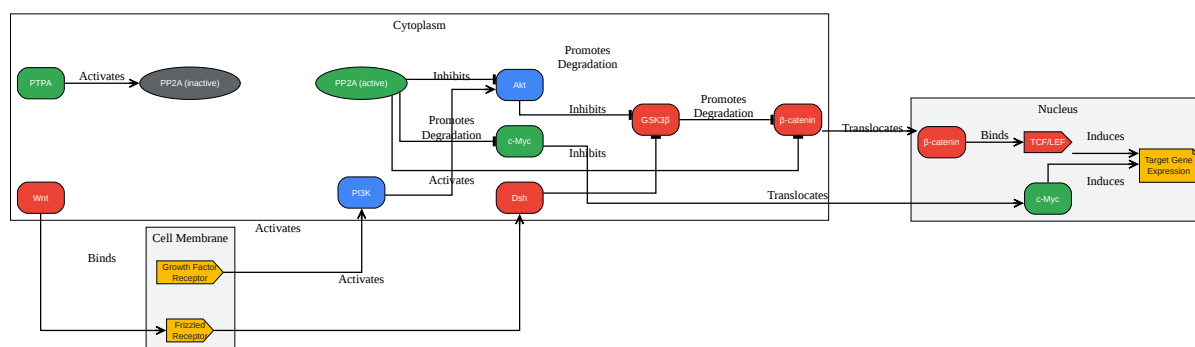 Cytoplasm
PTPA
Activates
PP2A (inactive)
PP2A (active)
Inhibits
Akt
Promotes
Degradation
Inhibits
GSK3β
Promotes
Degradation
β-catenin
Promotes
Degradation
c-Myc
Inhibits
Translocates
Wnt
PI3K
Activates
Dsh
Translocates
Nucleus
β-catenin
Binds
TCF/LEF
Induces
Target Gene
Expression
Induces
c-Myc
Cell Membrane
Activates
Binds
Growth Factor
Receptor
Activates
Frizzled
Receptor